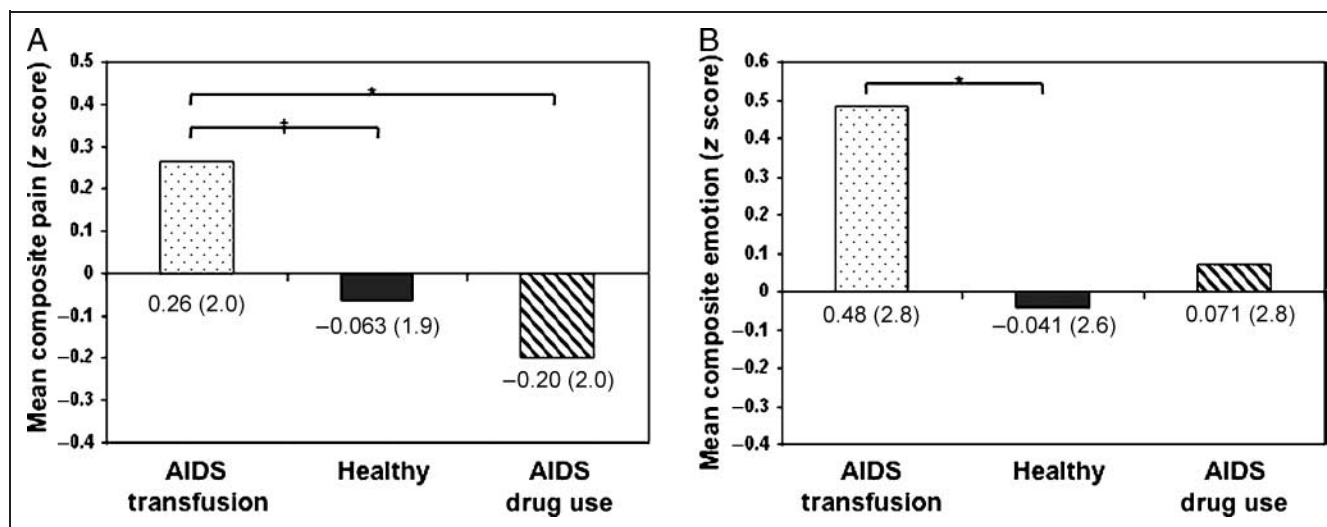 A
Mean composite pain (z score)
0.5
0.4
0.3
0.2
0.1
0
−0.1
−0.2
−0.3
−0.4
*
‡
0.26 (2.0)
−0.063 (1.9)
−0.20 (2.0)
AIDS
transfusion
Healthy
AIDS
drug use
B
Mean composite emotion (z score)
0.6
0.5
0.4
0.3
0.2
0.1
0
−0.1
−0.2
−0.3
−0.4
*
0.48 (2.8)
−0.041 (2.6)
0.071 (2.8)
AIDS
transfusion
Healthy
AIDS
drug use